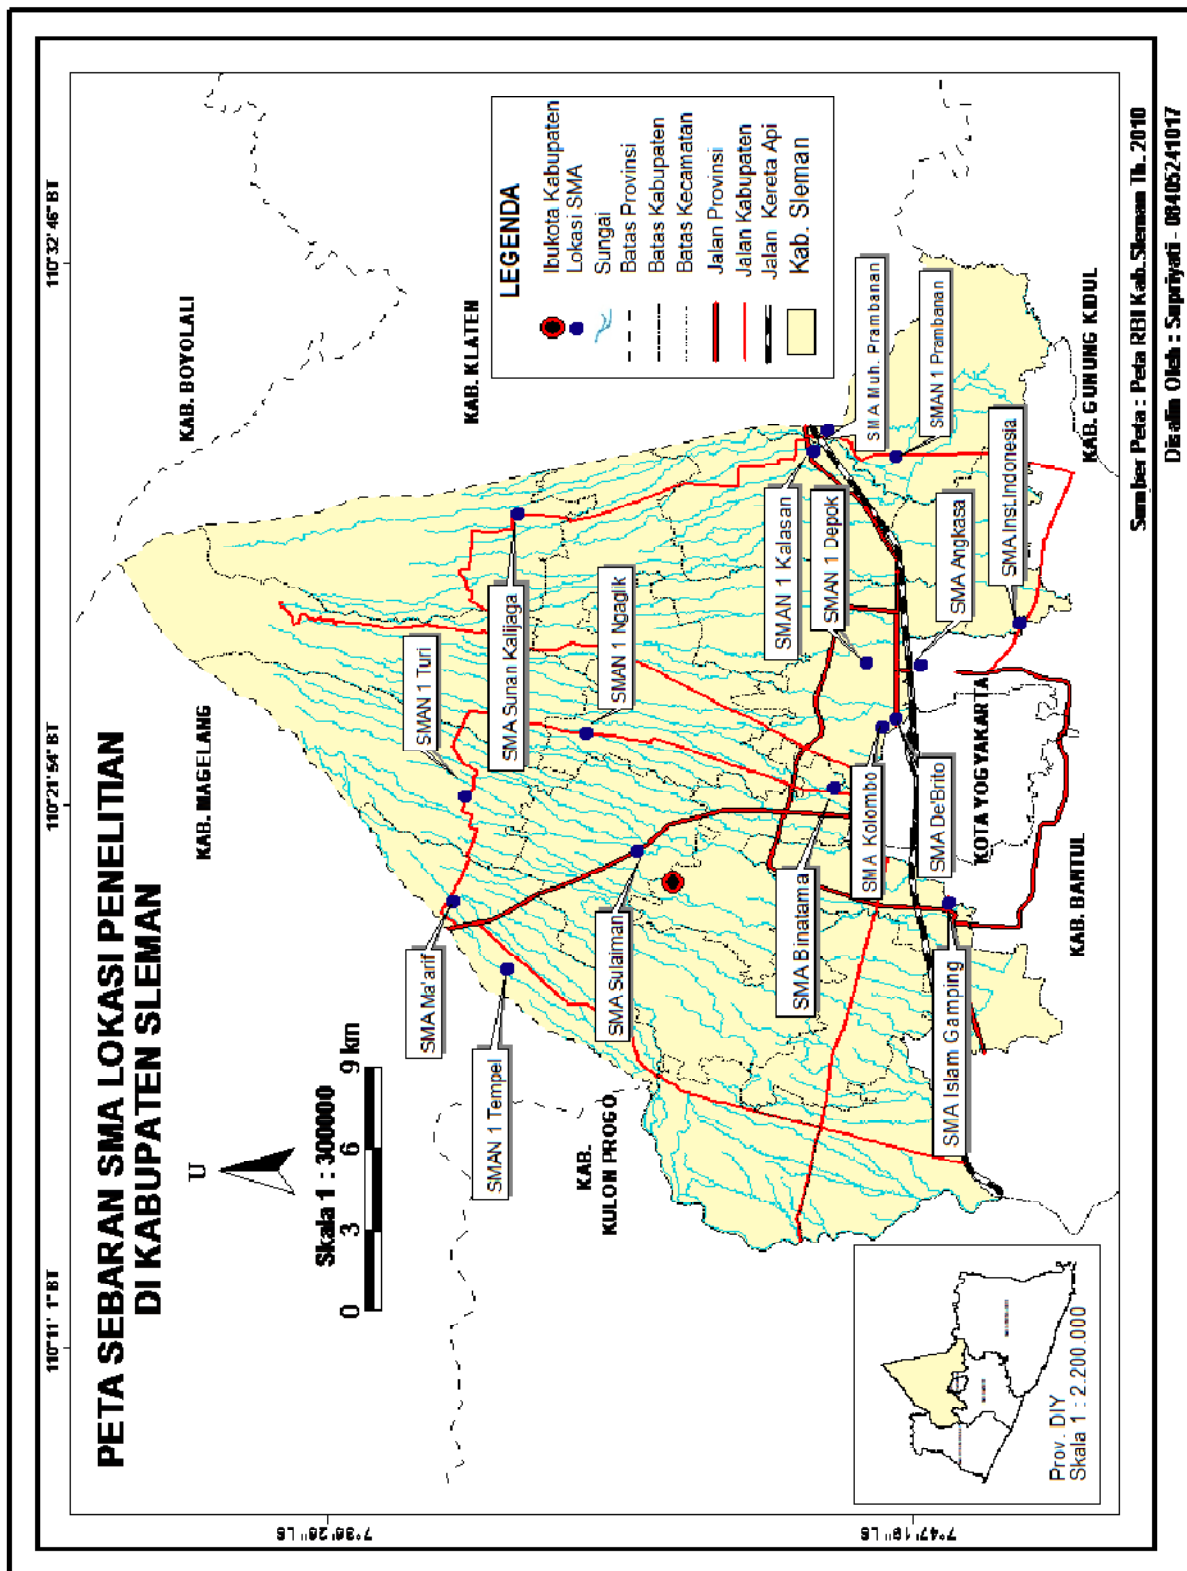 PETA SEBARAN SMA LOKASI PENELITIAN
DI KABUPATEN SLEMAN
110°11' 1" BT
110°21' 54" BT
110°32' 46" BT
U
Skala 1 : 300000
0 3 6 9 km
KAB. MAGELANG
KAB. BOYOLALI
KAB. KLATEN
KAB.
KULON PROGO
KOTA YOGYAKARTA
KAB. BANTUL
KAB. GUNUNG KIDUL
SMAN 1 Tempel
SMA Ma'arif
SMAN 1 Turi
SMA Sunan Kalijaga
SMAN 1 Ngaglik
SMA Sulaiman
SMA Binatama
SMA Kolombo
SMA De'Brito
SMA Islam Gamping
SMAN 1 Kalasan
SMAN 1 Depok
SMA Angkasa
SMA Inst.Indonesia
SMA Muh. Prambanan
SMAN 1 Prambanan
LEGENDA
Ibukota Kabupaten
Lokasi SMA
Sungai
Batas Provinsi
Batas Kabupaten
Batas Kecamatan
Jalan Provinsi
Jalan Kabupaten
Jalan Kereta Api
Kab. Sleman
Prov. DIY
Skala 1 : 2.200.000
7°47'19" LS
Sumber Peta : Peta RBI Kab.Sleman Th. 2010
Disalin Oleh : Supriyati - 08405241017